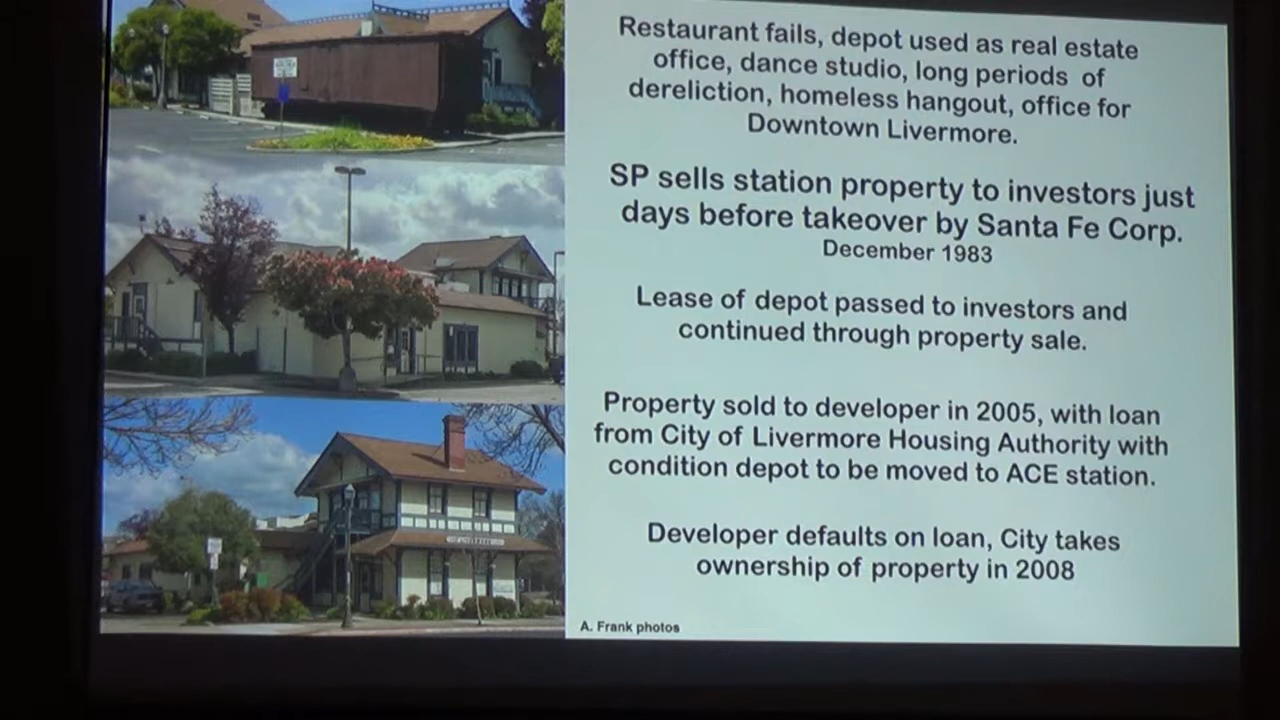 Restaurant fails, depot used as real estate
office, dance studio, long periods of
dereliction, homeless hangout, office for
Downtown Livermore.
SP sells station property to investors just
days before takeover by Santa Fe Corp.
December 1983
Lease of depot passed to investors and
continued through property sale.
Property sold to developer in 2005, with loan
from City of Livermore Housing Authority with
condition depot to be moved to ACE station.
Developer defaults on loan, City takes
ownership of property in 2008
A. Frank photos